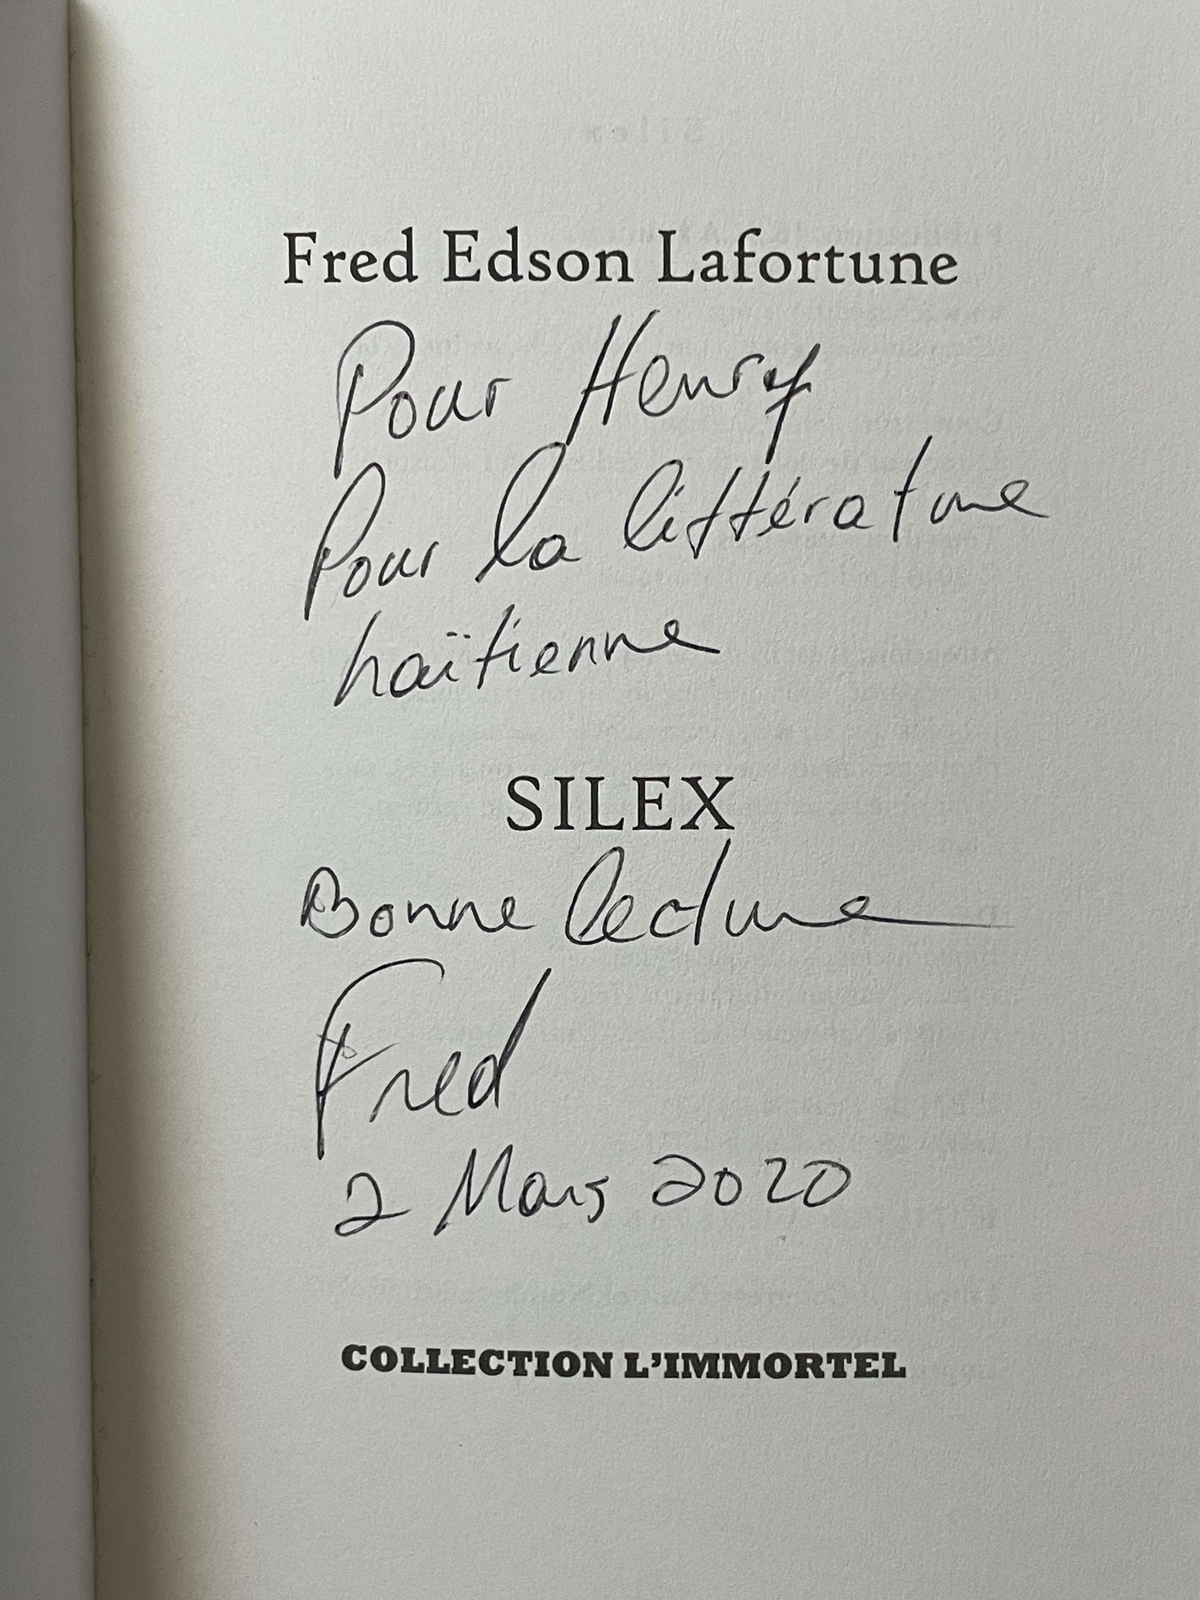 Fred Edson Lafortune
Pour Henry
Pour la littérature
haïtienne
SILEX
Bonne lecture
Fred
2 Mars 2020
COLLECTION L'IMMORTEL